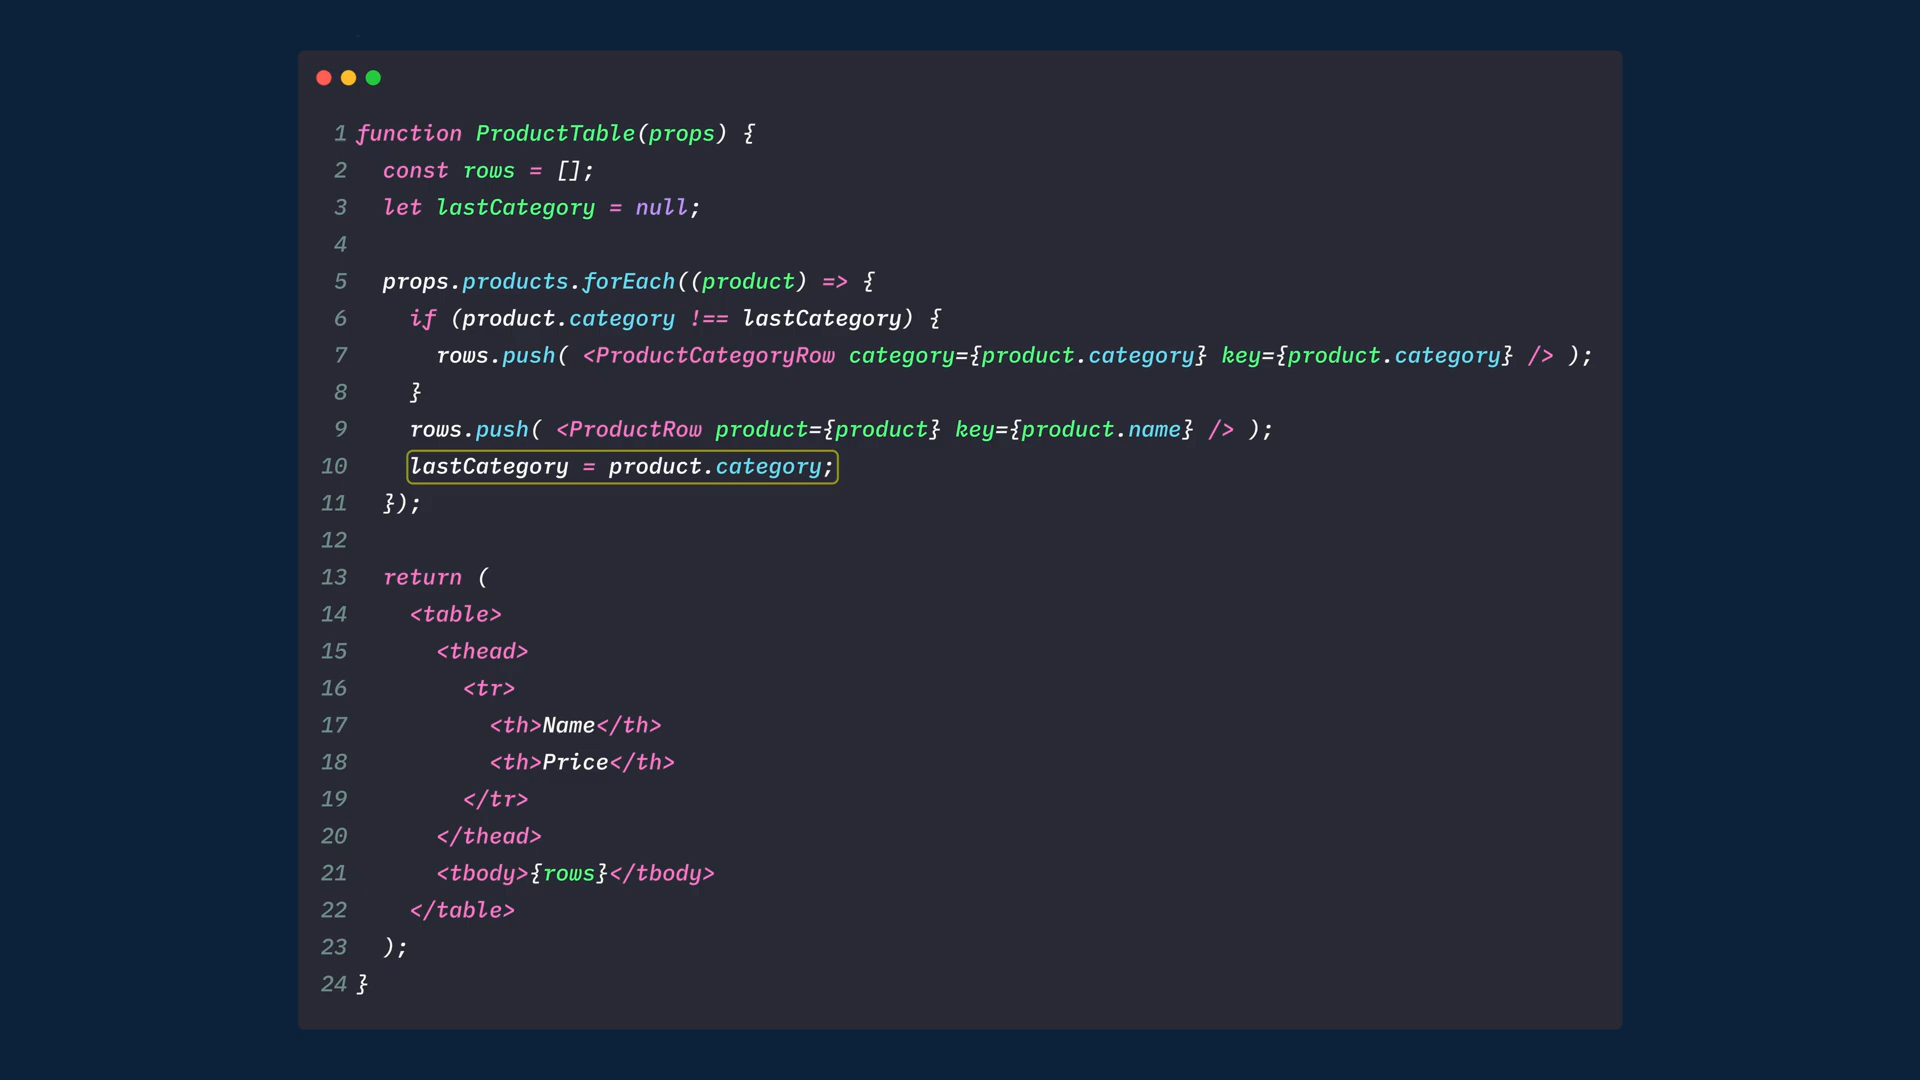 1 function ProductTable(props) {
2 const rows = [];
3 let lastCategory = null;
4
5 props.products.forEach((product) => {
6 if (product.category !== lastCategory) {
7 rows.push( <ProductCategoryRow category={product.category} key={product.category} /> );
8 }
9 rows.push( <ProductRow product={product} key={product.name} /> );
10 lastCategory = product.category;
11 });
12
13 return (
14 <table>
15 <thead>
16 <tr>
17 <th>Name</th>
18 <th>Price</th>
19 </tr>
20 </thead>
21 <tbody>{rows}</tbody>
22 </table>
23 );
24 }